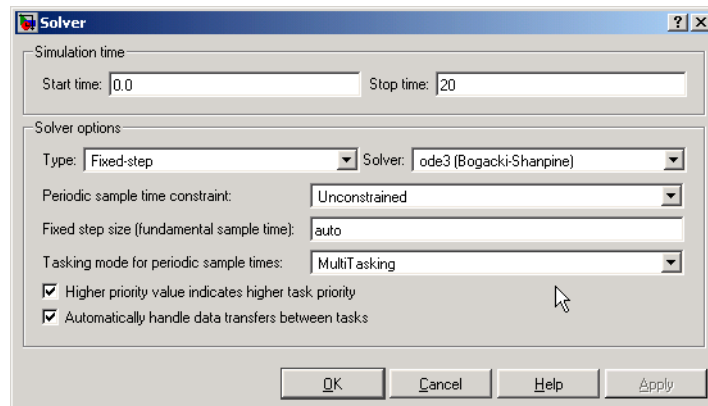 Solver
Simulation time
Start time: 0.0 Stop time: 20
Solver options
Type: Fixed-step Solver: ode3 (Bogacki-Shanpine)
Periodic sample time constraint: Unconstrained
Fixed step size (fundamental sample time): auto
Tasking mode for periodic sample times: MultiTasking
Higher priority value indicates higher task priority
Automatically handle data transfers between tasks
OK Cancel Help Apply